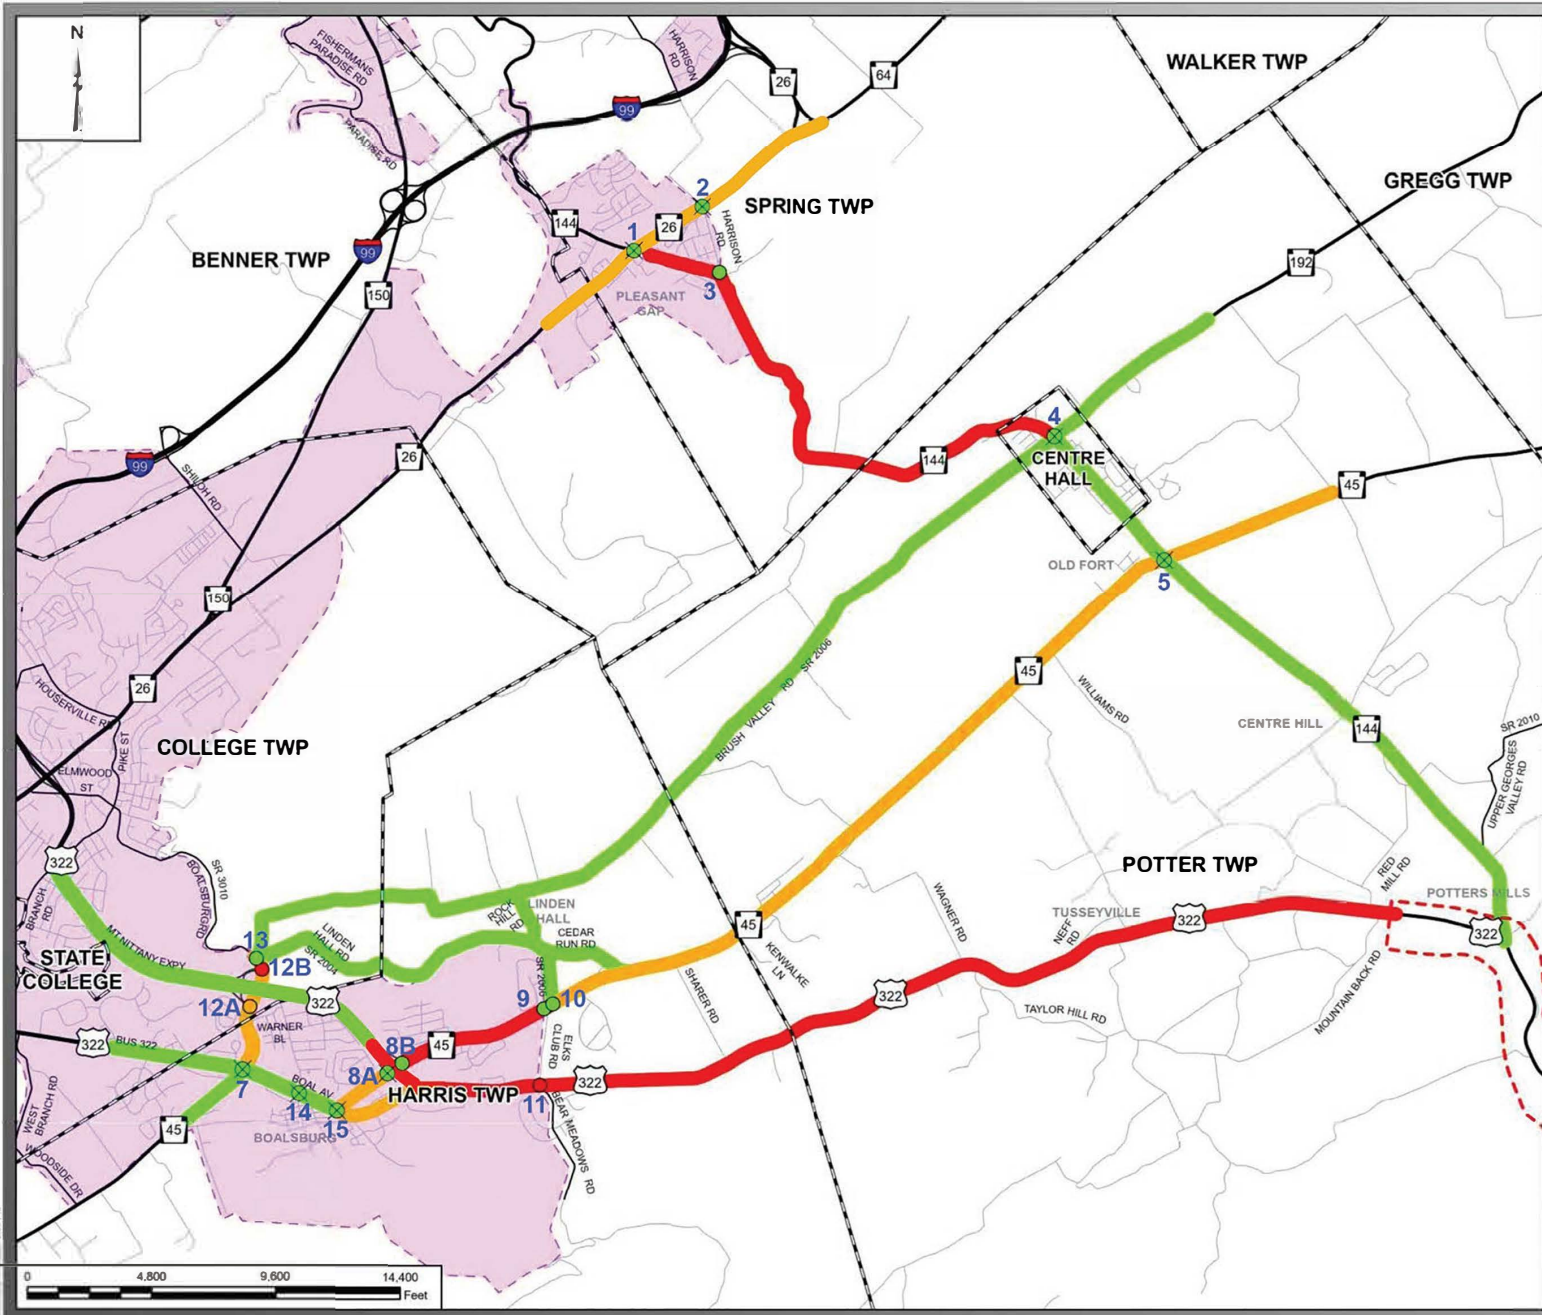 N
FISHERMANS
PARADISE RD
PARADISE RD
HARRISON
RD
99
26
64
WALKER TWP
GREGG TWP
2
SPRING TWP
144
1
26
HARRISON
RD
BENNER TWP
99
3
PLEASANT
GAP
192
150
4
CENTRE
HALL
144
45
26
99
SHILOH RD
OLD FORT
5
150
26
HOUSERVILLE RD
PIKE ST
COLLEGE TWP
ELMWOOD
ST
BRUSH VALLEY RD SR 2006
45
WILLIAMS RD
CENTRE HILL
144
SR 2010
UPPER GEORGES
VALLEY RD
322
BRANCH
RD
BOALSBURG RD
SR 3010
POTTER TWP
RED
MILL RD
POTTERS MILLS
MT NITTANY EXPY
STATE
COLLEGE
13
12B
LINDEN
HALL RD
SR 2004
ROCK
HILL
RD
LINDEN
HALL
CEDAR
RUN RD
SR 2006
45
KENWALKE
LN
WAGNER RD
TUSSEYVILLE
NEFF
RD
322
322
12A
322
9
10
SHARER RD
322
TAYLOR HILL RD
MOUNTAIN BACK RD
322
BUS 322
WARNER
BL
8B
45
ELKS
CLUB RD
7
BOAL AV
8A
HARRIS TWP
322
14
15
11
WEST
BRANCH RD
45
BOALSBURG
BEAR MEADOWS RD
WOODSIDE DR
0
4,800
9,600
14,400
Feet